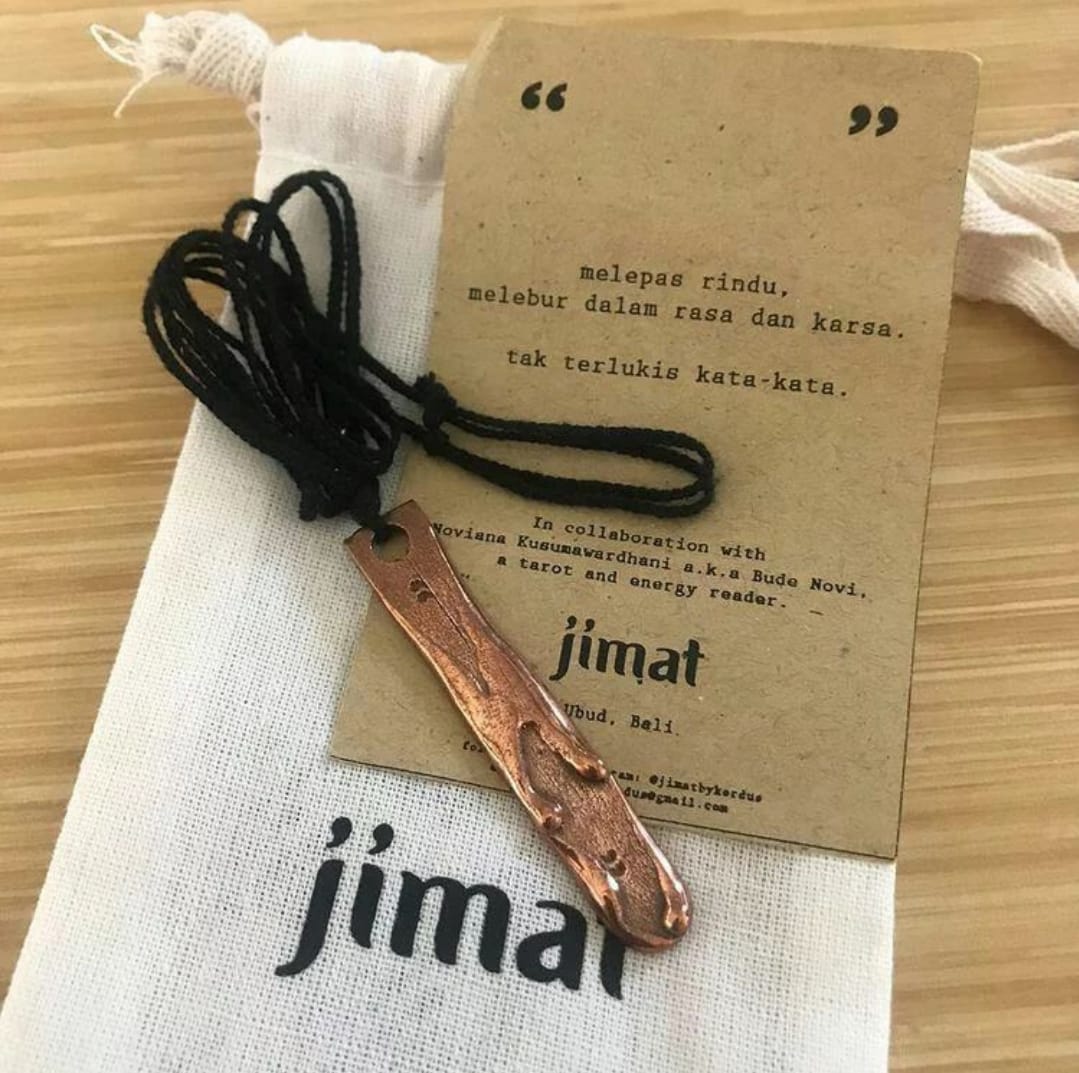 “ ”
melepas rindu,
melebur dalam rasa dan karsa.
tak terlukis kata-kata.
In collaboration with
Noviana Kusumawardhani a.k.a Bude Novi,
a tarot and energy reader.
jimat
Ubud, Bali
@jimatbykardus
jimat